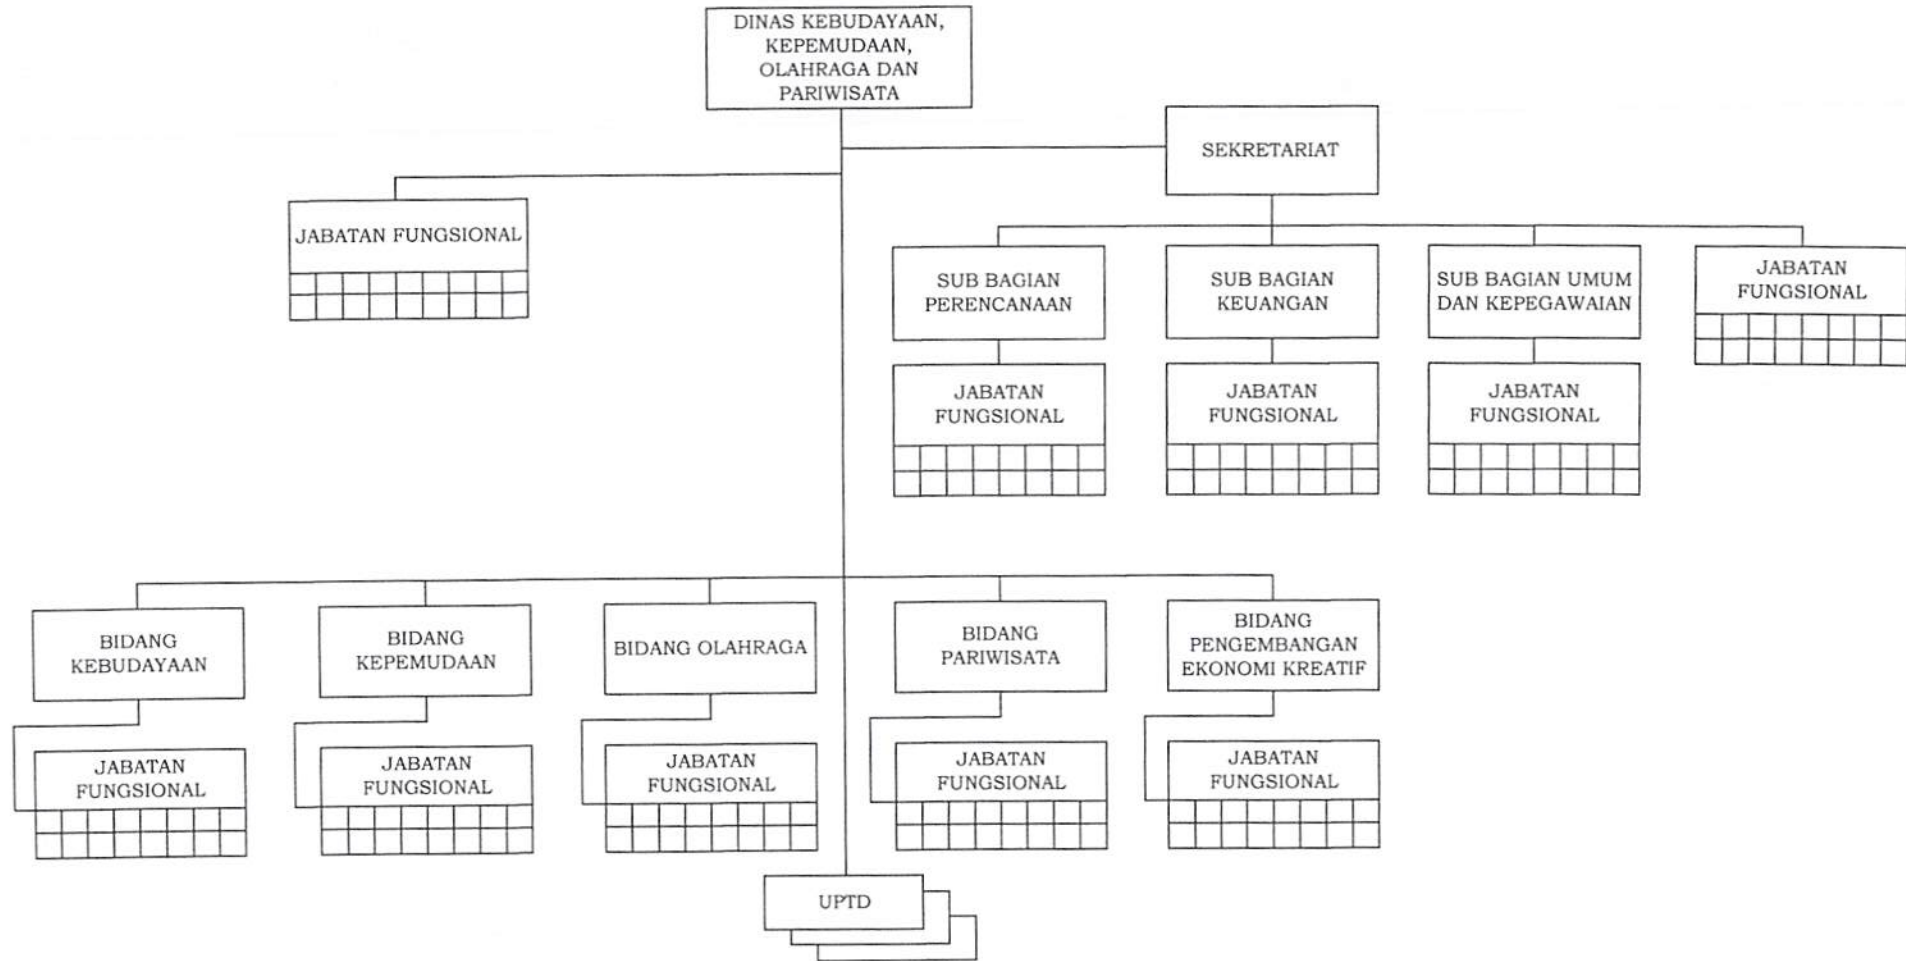 DINAS KEBUDAYAAN,
KEPEMUDAAN,
OLAHRAGA DAN
PARIWISATA
SEKRETARIAT
JABATAN FUNGSIONAL
SUB BAGIAN
PERENCANAAN
SUB BAGIAN
KEUANGAN
SUB BAGIAN UMUM
DAN KEPEGAWAIAN
JABATAN
FUNGSIONAL
JABATAN
FUNGSIONAL
JABATAN
FUNGSIONAL
JABATAN
FUNGSIONAL
BIDANG
KEBUDAYAAN
BIDANG
KEPEMUDAAN
BIDANG OLAHRAGA
BIDANG
PARIWISATA
BIDANG
PENGEMBANGAN
EKONOMI KREATIF
JABATAN
FUNGSIONAL
JABATAN
FUNGSIONAL
JABATAN
FUNGSIONAL
JABATAN
FUNGSIONAL
JABATAN
FUNGSIONAL
UPTD